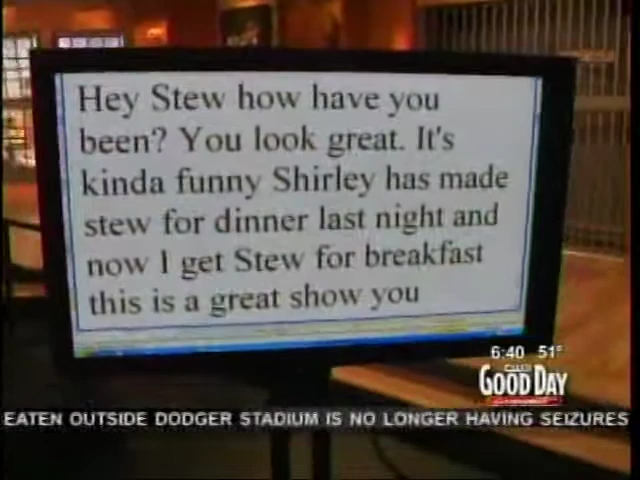 Hey Stew how have you
been? You look great. It's
kinda funny Shirley has made
stew for dinner last night and
now I get Stew for breakfast
this is a great show you
6:40 51°
GOOD DAY
EATEN OUTSIDE DODGER STADIUM IS NO LONGER HAVING SEIZURES